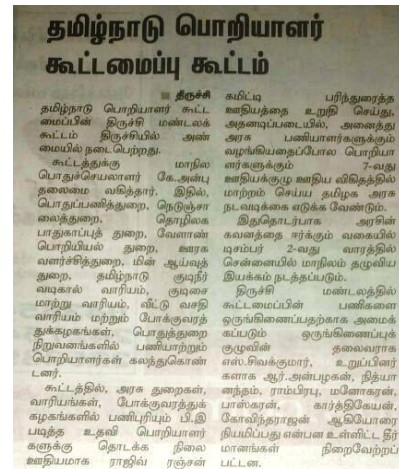 தமிழ்நாடு பொறியாளர்
கூட்டமைப்பு கூட்டம்
■ திருச்சி
தமிழ்நாடு பொறியாளர் கூட்ட
மைப்பின் திருச்சி மண்டலக்
கூட்டம் திருச்சியில் அண்
மையில் நடைபெற்றது.
கூட்டத்துக்கு மாநில
பொதுச்செயலாளர் கே.அன்பு
தலைமை வகித்தார். இதில்,
பொதுப்பணித்துறை, நெடுஞ்சா
லைத்துறை, தொழிலக
பாதுகாப்புத் துறை, வேளாண்
பொறியியல் துறை, ஊரக
வளர்ச்சித்துறை, மின் ஆய்வுத்
துறை, தமிழ்நாடு குடிநீர்
வடிகால் வாரியம், குடிசை
மாற்று வாரியம், வீட்டு வசதி
வாரியம் மற்றும் போக்குவரத்
துக்கழகங்கள், பொதுத்துறை
நிறுவனங்களில் பணியாற்றும்
பொறியாளர்கள் கலந்துகொண்
டனர்.
கூட்டத்தில், அரசு துறைகள்,
வாரியங்கள், போக்குவரத்துக்
கழகங்களில் பணிபுரியும் பி.இ
படித்த உதவி பொறியாளர்
களுக்கு தொடக்க நிலை
ஊதியமாக ராஜிவ் ரஞ்சன்
கமிட்டி பரிந்துரைத்த
ஊதியத்தை உறுதி செய்து,
அதனடிப்படையில், அனைத்து
அரசு பணியாளர்களுக்கும்
வழங்கியதைப்போல பொறியா
ளர்களுக்கும் 7-வது
ஊதியக்குழு ஊதிய விகிதத்தில்
மாற்றம் செய்ய தமிழக அரசு
நடவடிக்கை எடுக்க வேண்டும்.
இதுதொடர்பாக அரசின்
கவனத்தை ஈர்க்கும் வகையில்
டிசம்பர் 2-வது வாரத்தில்
சென்னையில் மாநிலம் தழுவிய
இயக்கம் நடத்தப்படும்.
திருச்சி மண்டலத்தில்
கூட்டமைப்பின் பணிகளை
ஒருங்கிணைப்பதற்காக அமைக்
கப்படும் ஒருங்கிணைப்புக்
குழுவின் தலைவராக
எஸ்.சிவக்குமார், உறுப்பினர்
களாக ஆர்.அன்பழகன், நித்யா
னந்தம், ராம்பிரபு, மனோகரன்,
பாஸ்கரன், கார்த்திகேயன்,
கோவிந்தராஜன் ஆகியோரை
நியமிப்பது என்பன உள்ளிட்ட தீர்
மானங்கள் நிறைவேற்றப்
பட்டன.